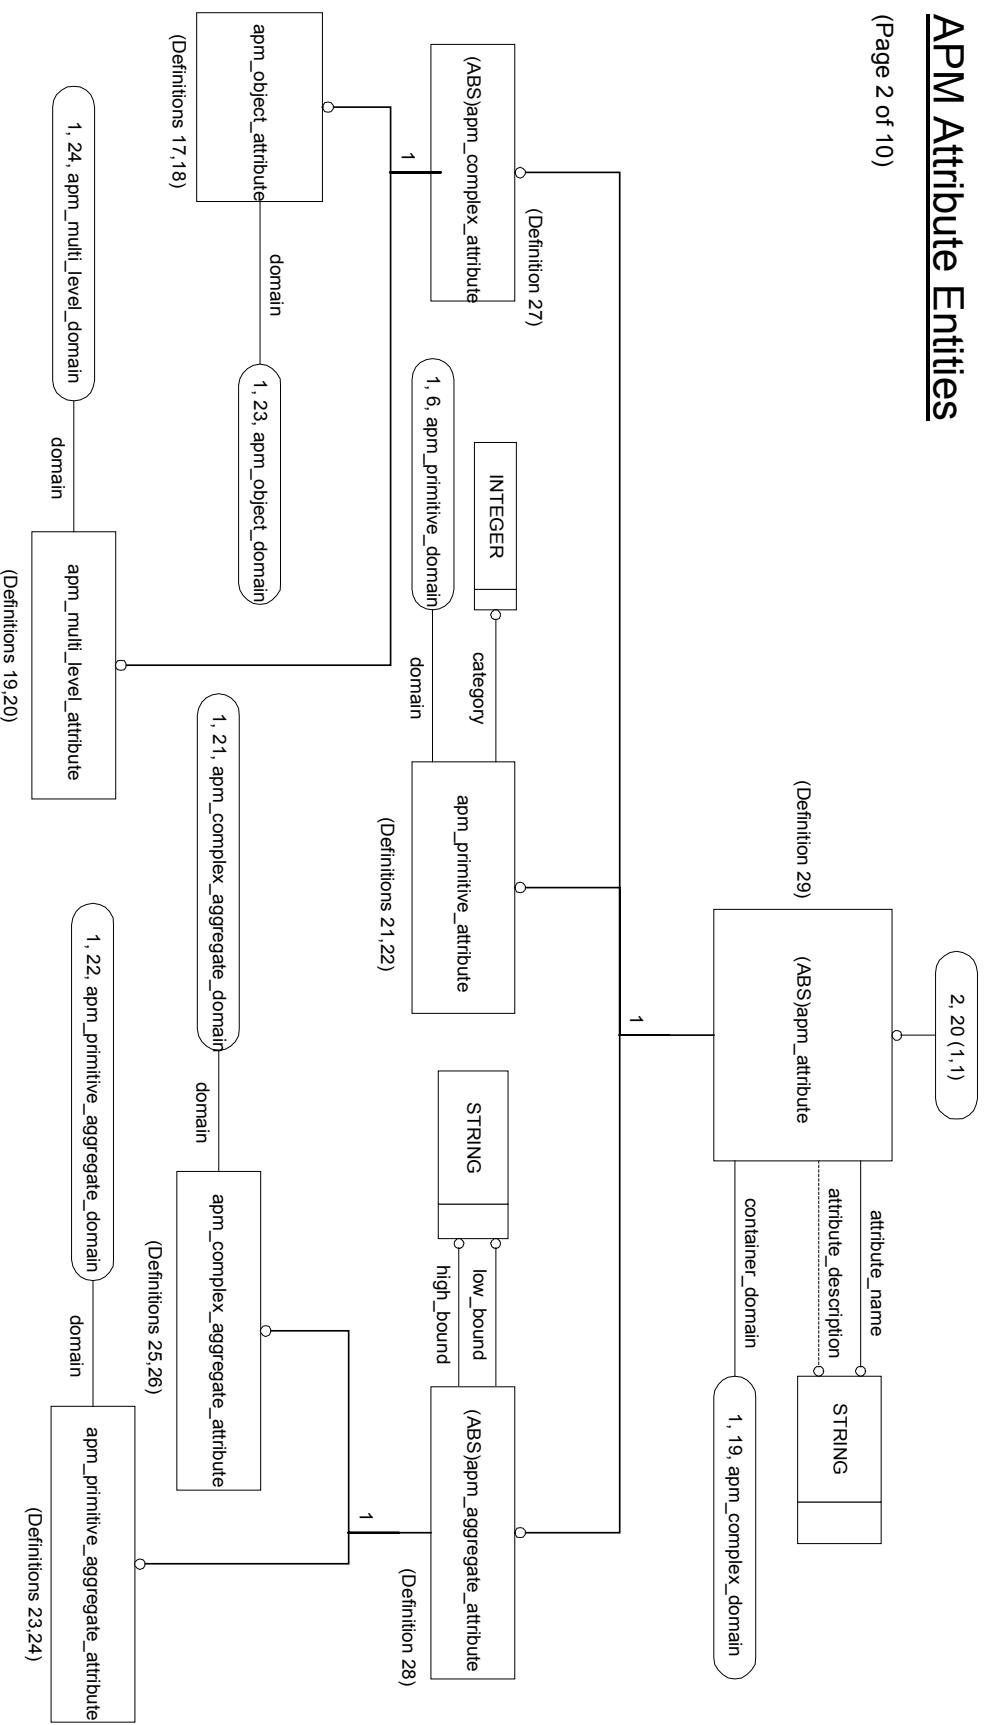 APM Attribute Entities
(Page 2 of 10)
2, 20 (1,1)
(Definition 29)
(ABS)apm_attribute
attribute_name
attribute_description
container_domain
STRING
1, 19, apm_complex_domain
1
(Definition 27)
(ABS)apm_complex_attribute
INTEGER
category
1, 6, apm_primitive_domain
domain
apm_primitive_attribute
(Definitions 21,22)
STRING
low_bound
high_bound
(ABS)apm_aggregate_attribute
(Definition 28)
1
1
apm_object_attribute
(Definitions 17,18)
domain
1, 23, apm_object_domain
1, 21, apm_complex_aggregate_domain
domain
apm_complex_aggregate_attribute
(Definitions 25,26)
1, 24, apm_multi_level_domain
domain
apm_multi_level_attribute
(Definitions 19,20)
1, 22, apm_primitive_aggregate_domain
domain
apm_primitive_aggregate_attribute
(Definitions 23,24)